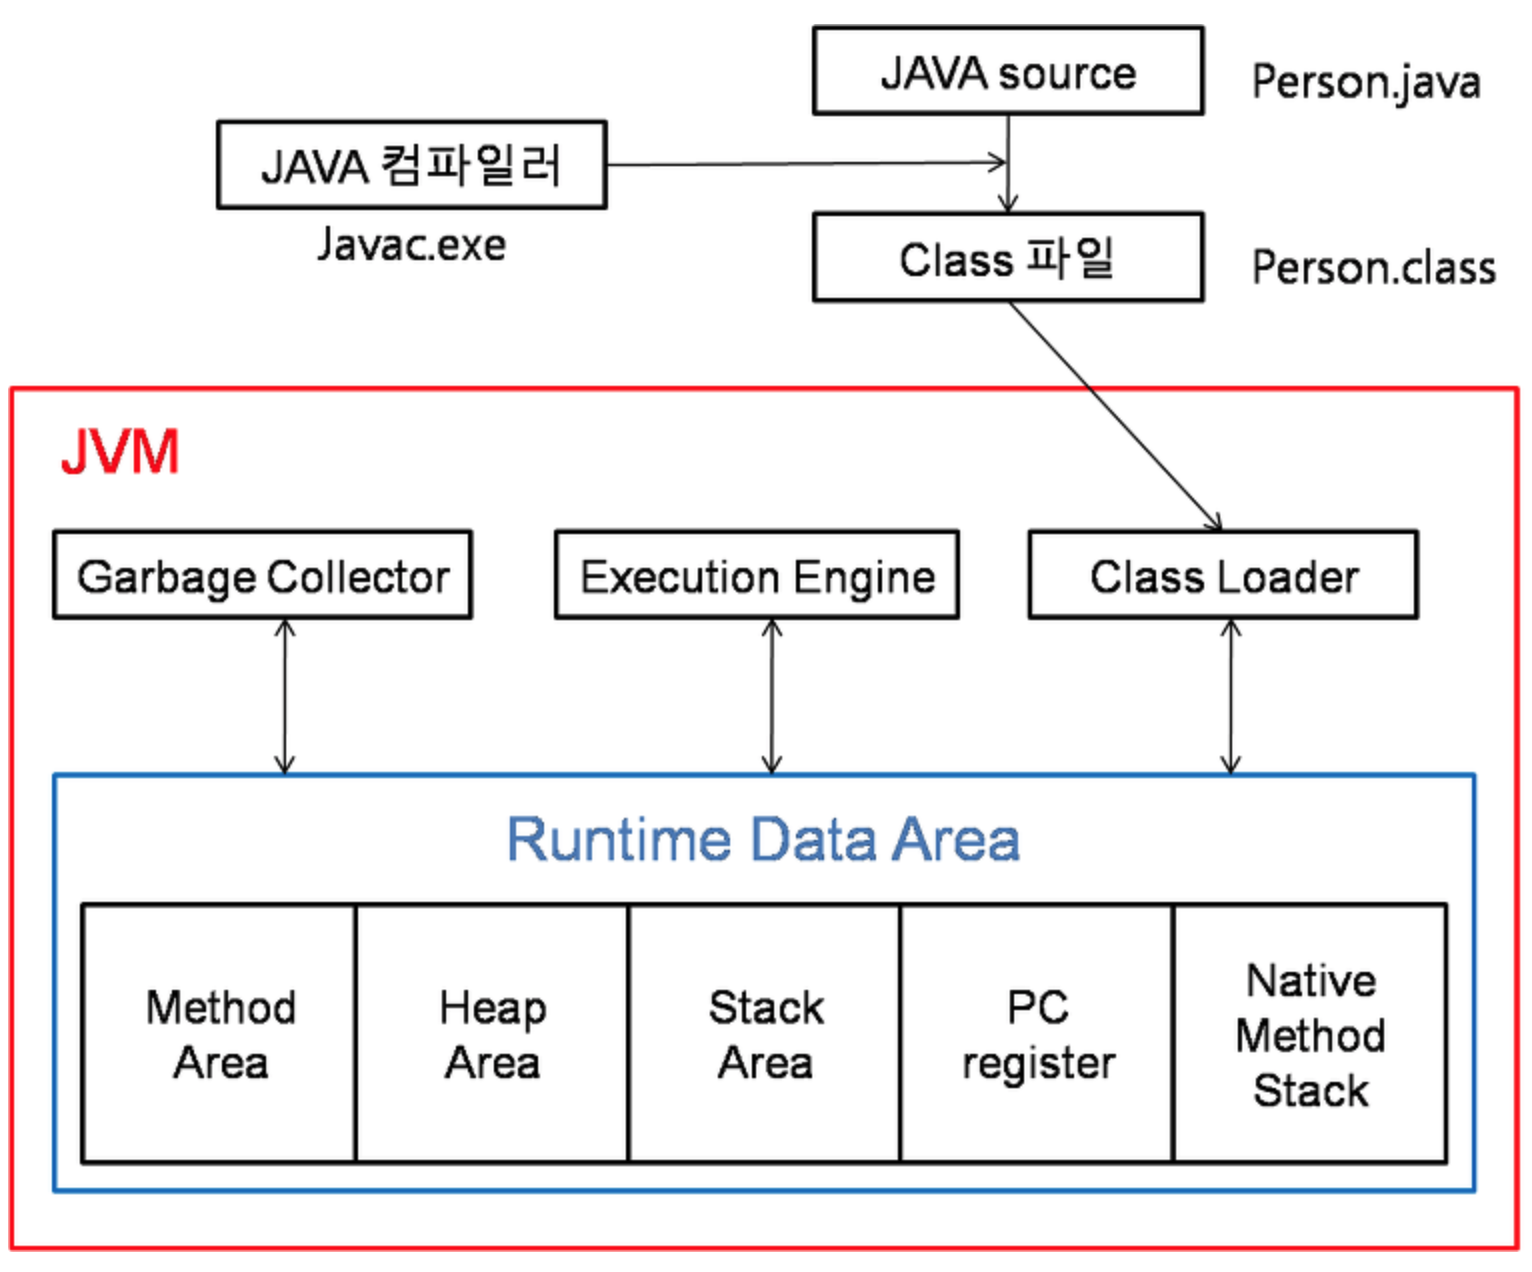 JAVA source
Person.java
JAVA 컴파일러
Javac.exe
Class 파일
Person.class
JVM
Garbage Collector
Execution Engine
Class Loader
Runtime Data Area
Method
Area
Heap
Area
Stack
Area
PC
register
Native
Method
Stack